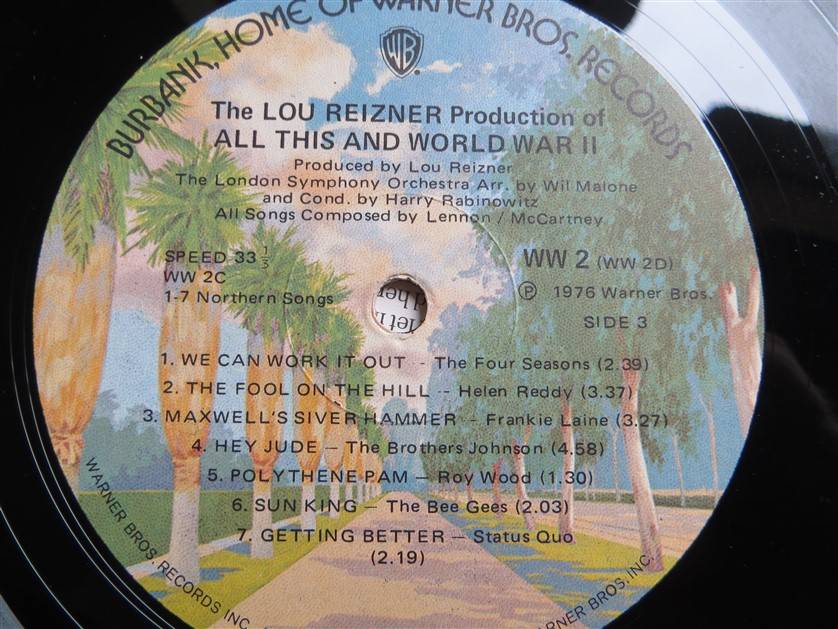 BURBANK, HOME OF WARNER BROS. RECORDS
WB
The LOU REIZNER Production of
ALL THIS AND WORLD WAR II
Produced by Lou Reizner
The London Symphony Orchestra Arr. by Wil Malone
and Cond. by Harry Rabinowitz
All Songs Composed by Lennon / McCartney
SPEED 33 1/3
WW 2C
1-7 Northern Songs
WW 2 (WW 2D)
Ⓟ 1976 Warner Bros.
SIDE 3
1. WE CAN WORK IT OUT -- The Four Seasons (2.39)
2. THE FOOL ON THE HILL -- Helen Reddy (3.37)
3. MAXWELL'S SIVER HAMMER – Frankie Laine (3.27)
4. HEY JUDE – The Brothers Johnson (4.58)
5. POLYTHENE PAM – Roy Wood (1.30)
6. SUN KING – The Bee Gees (2.03)
7. GETTING BETTER – Status Quo
(2.19)
WARNER BROS. RECORDS INC.
WARNER BROS. INC.